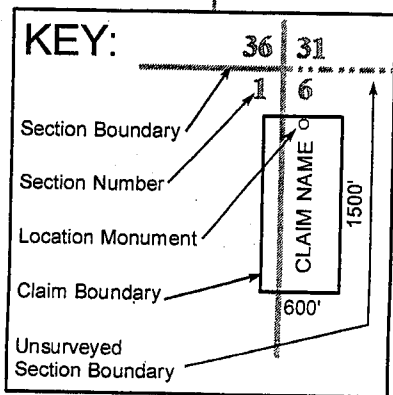 KEY:
36 31
1 6
Section Boundary
Section Number
Location Monument
Claim Boundary
Unsurveyed
Section Boundary
CLAIM NAME
1500'
600'